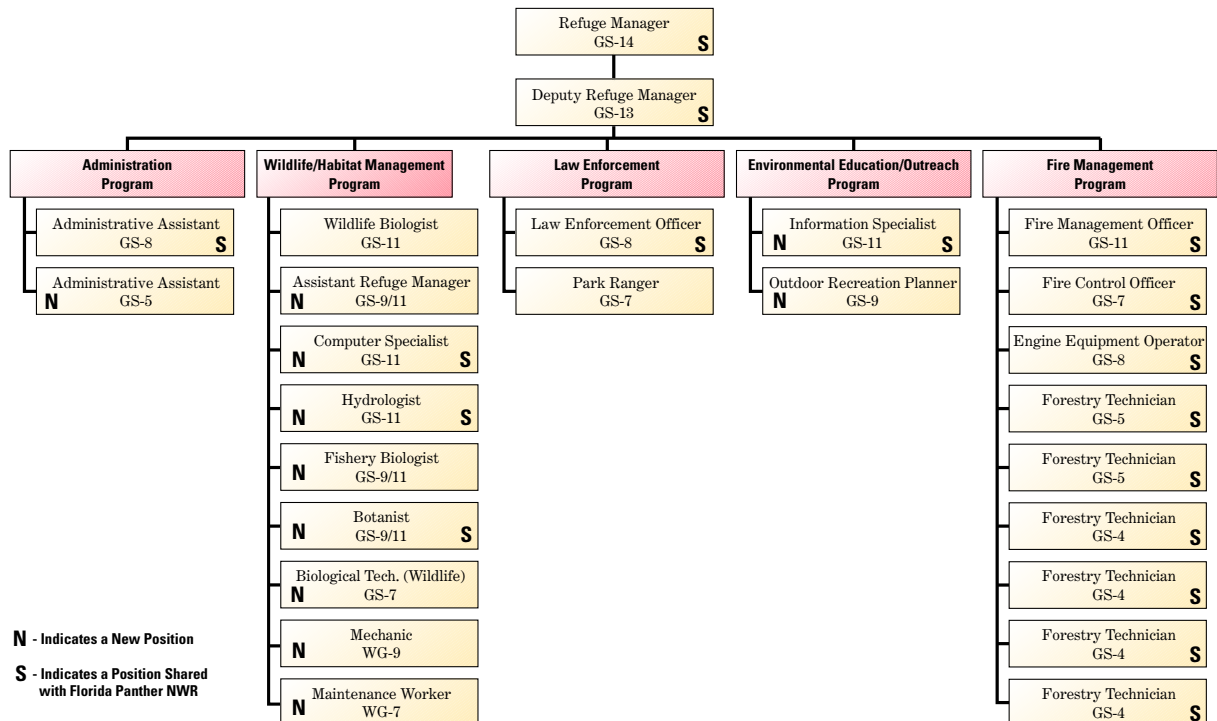 Refuge Manager
GS-14 S
Deputy Refuge Manager
GS-13 S
Administration
Program
Administrative Assistant
GS-8 S
Administrative Assistant
N GS-5
Wildlife/Habitat Management
Program
Wildlife Biologist
GS-11
Assistant Refuge Manager
N GS-9/11
Computer Specialist
N GS-11 S
Hydrologist
N GS-11 S
Fishery Biologist
N GS-9/11
Botanist
N GS-9/11 S
Biological Tech. (Wildlife)
N GS-7
Mechanic
N WG-9
Maintenance Worker
N WG-7
Law Enforcement
Program
Law Enforcement Officer
GS-8 S
Park Ranger
GS-7
Environmental Education/Outreach
Program
Information Specialist
N GS-11 S
Outdoor Recreation Planner
N GS-9
Fire Management
Program
Fire Management Officer
GS-11 S
Fire Control Officer
GS-7 S
Engine Equipment Operator
GS-8 S
Forestry Technician
GS-5 S
Forestry Technician
GS-5 S
Forestry Technician
GS-4 S
Forestry Technician
GS-4 S
Forestry Technician
GS-4 S
Forestry Technician
GS-4 S
N - Indicates a New Position
S - Indicates a Position Shared
with Florida Panther NWR